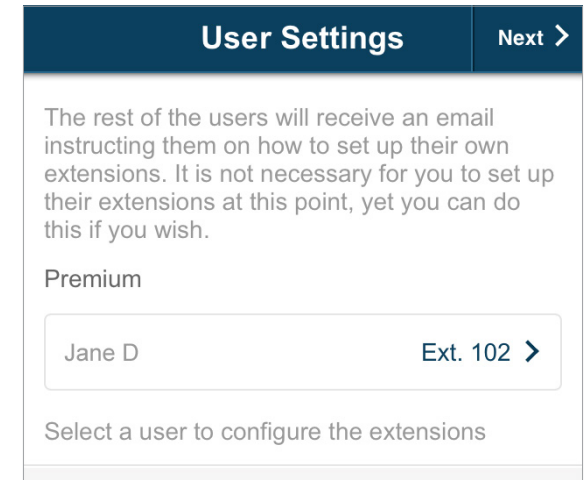 User Settings Next
The rest of the users will receive an email
instructing them on how to set up their own
extensions. It is not necessary for you to set up
their extensions at this point, yet you can do
this if you wish.
Premium
Jane D Ext. 102
Select a user to configure the extensions